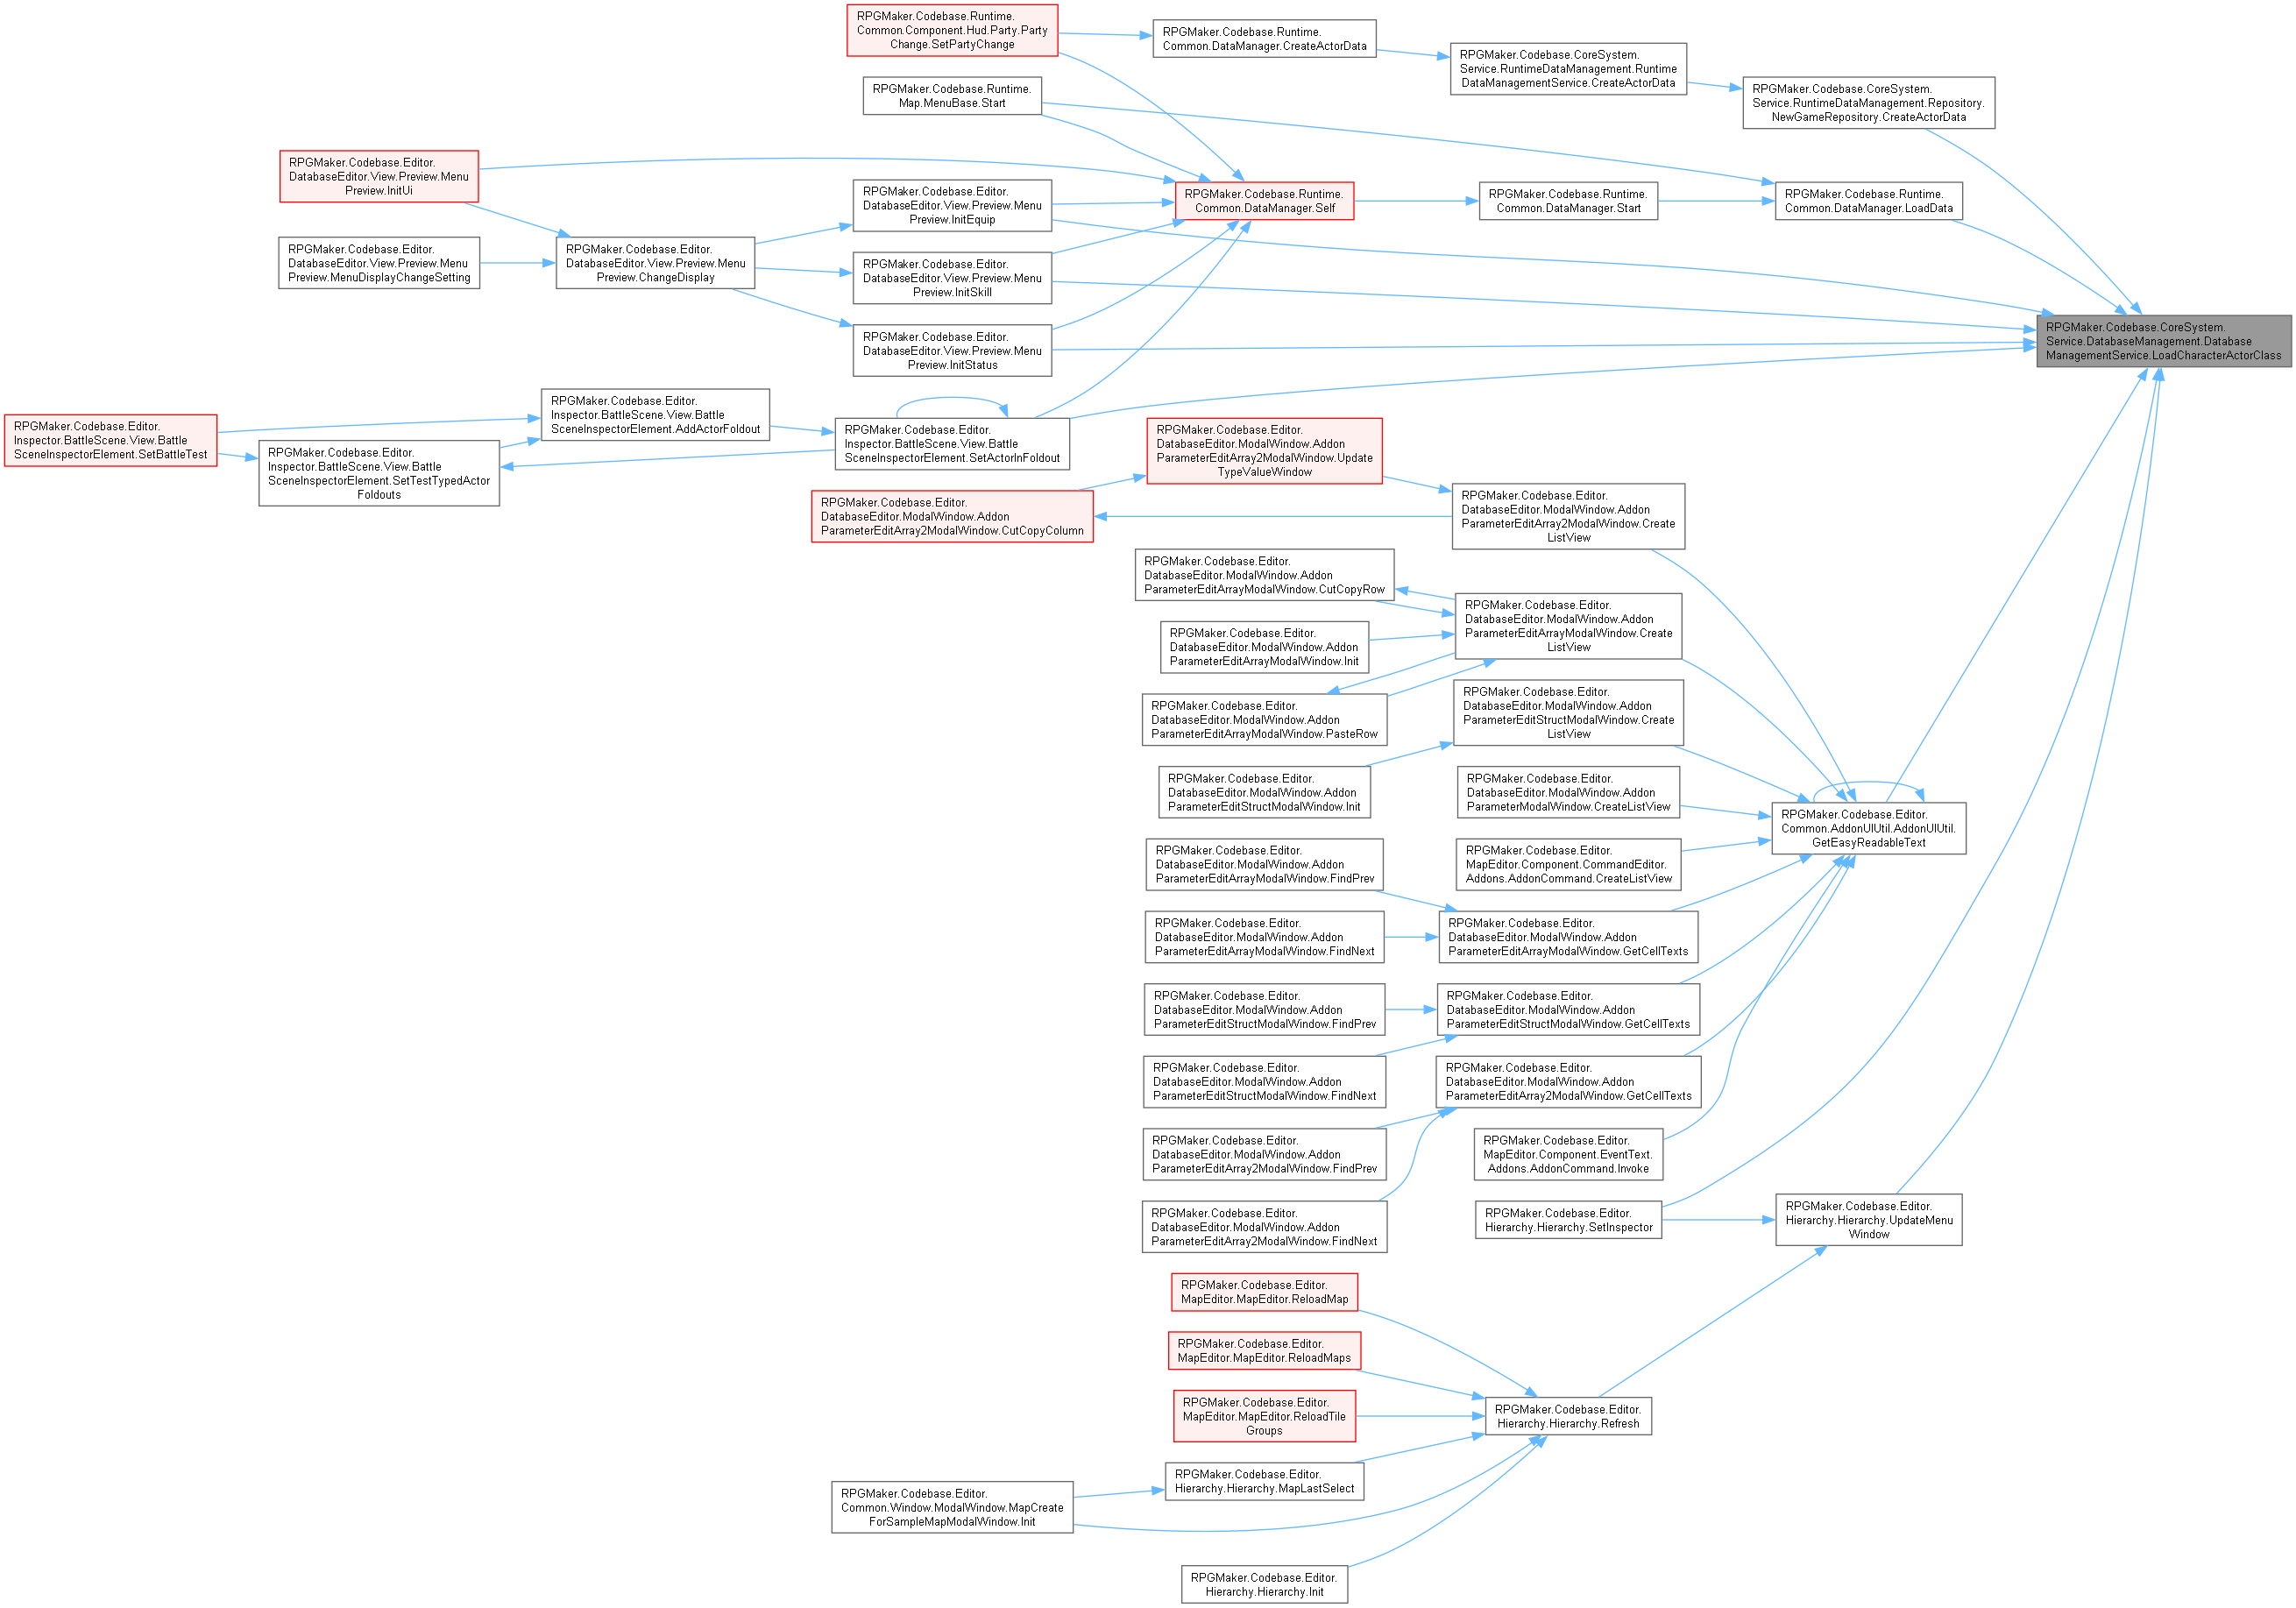 RPGMaker.Codebase.Runtime.
Common.Component.Hud.Party.Party
Change.SetPartyChange
RPGMaker.Codebase.Runtime.
Common.DataManager.CreateActorData
RPGMaker.Codebase.CoreSystem.
Service.RuntimeDataManagement.Runtime
DataManagementService.CreateActorData
RPGMaker.Codebase.CoreSystem.
Service.RuntimeDataManagement.Repository.
NewGameRepository.CreateActorData
RPGMaker.Codebase.Runtime.
Map.MenuBase.Start
RPGMaker.Codebase.Editor.
DatabaseEditor.View.Preview.Menu
Preview.InitUi
RPGMaker.Codebase.Editor.
DatabaseEditor.View.Preview.Menu
Preview.InitEquip
RPGMaker.Codebase.Runtime.
Common.DataManager.Self
RPGMaker.Codebase.Runtime.
Common.DataManager.Start
RPGMaker.Codebase.Runtime.
Common.DataManager.LoadData
RPGMaker.Codebase.Editor.
DatabaseEditor.View.Preview.Menu
Preview.MenuDisplayChangeSetting
RPGMaker.Codebase.Editor.
DatabaseEditor.View.Preview.Menu
Preview.ChangeDisplay
RPGMaker.Codebase.Editor.
DatabaseEditor.View.Preview.Menu
Preview.InitSkill
RPGMaker.Codebase.Editor.
DatabaseEditor.View.Preview.Menu
Preview.InitStatus
RPGMaker.Codebase.CoreSystem.
Service.DatabaseManagement.Database
ManagementService.LoadCharacterActorClass
RPGMaker.Codebase.Editor.
Inspector.BattleScene.View.Battle
SceneInspectorElement.SetBattleTest
RPGMaker.Codebase.Editor.
Inspector.BattleScene.View.Battle
SceneInspectorElement.AddActorFoldout
RPGMaker.Codebase.Editor.
Inspector.BattleScene.View.Battle
SceneInspectorElement.SetTestTypedActor
Foldouts
RPGMaker.Codebase.Editor.
Inspector.BattleScene.View.Battle
SceneInspectorElement.SetActorInFoldout
RPGMaker.Codebase.Editor.
DatabaseEditor.ModalWindow.Addon
ParameterEditArray2ModalWindow.Update
TypeValueWindow
RPGMaker.Codebase.Editor.
DatabaseEditor.ModalWindow.Addon
ParameterEditArray2ModalWindow.CutCopyColumn
RPGMaker.Codebase.Editor.
DatabaseEditor.ModalWindow.Addon
ParameterEditArray2ModalWindow.Create
ListView
RPGMaker.Codebase.Editor.
DatabaseEditor.ModalWindow.Addon
ParameterEditArrayModalWindow.CutCopyRow
RPGMaker.Codebase.Editor.
DatabaseEditor.ModalWindow.Addon
ParameterEditArrayModalWindow.Create
ListView
RPGMaker.Codebase.Editor.
DatabaseEditor.ModalWindow.Addon
ParameterEditArrayModalWindow.Init
RPGMaker.Codebase.Editor.
DatabaseEditor.ModalWindow.Addon
ParameterEditArrayModalWindow.PasteRow
RPGMaker.Codebase.Editor.
DatabaseEditor.ModalWindow.Addon
ParameterEditStructModalWindow.Create
ListView
RPGMaker.Codebase.Editor.
DatabaseEditor.ModalWindow.Addon
ParameterEditStructModalWindow.Init
RPGMaker.Codebase.Editor.
DatabaseEditor.ModalWindow.Addon
ParameterModalWindow.CreateListView
RPGMaker.Codebase.Editor.
Common.AddonUIUtil.AddonUIUtil.
GetEasyReadableText
RPGMaker.Codebase.Editor.
MapEditor.Component.CommandEditor.
Addons.AddonCommand.CreateListView
RPGMaker.Codebase.Editor.
DatabaseEditor.ModalWindow.Addon
ParameterEditArrayModalWindow.FindPrev
RPGMaker.Codebase.Editor.
DatabaseEditor.ModalWindow.Addon
ParameterEditArrayModalWindow.FindNext
RPGMaker.Codebase.Editor.
DatabaseEditor.ModalWindow.Addon
ParameterEditArrayModalWindow.GetCellTexts
RPGMaker.Codebase.Editor.
DatabaseEditor.ModalWindow.Addon
ParameterEditStructModalWindow.FindPrev
RPGMaker.Codebase.Editor.
DatabaseEditor.ModalWindow.Addon
ParameterEditStructModalWindow.GetCellTexts
RPGMaker.Codebase.Editor.
DatabaseEditor.ModalWindow.Addon
ParameterEditStructModalWindow.FindNext
RPGMaker.Codebase.Editor.
DatabaseEditor.ModalWindow.Addon
ParameterEditArray2ModalWindow.GetCellTexts
RPGMaker.Codebase.Editor.
DatabaseEditor.ModalWindow.Addon
ParameterEditArray2ModalWindow.FindPrev
RPGMaker.Codebase.Editor.
MapEditor.Component.EventText.
Addons.AddonCommand.Invoke
RPGMaker.Codebase.Editor.
DatabaseEditor.ModalWindow.Addon
ParameterEditArray2ModalWindow.FindNext
RPGMaker.Codebase.Editor.
Hierarchy.Hierarchy.SetInspector
RPGMaker.Codebase.Editor.
Hierarchy.Hierarchy.UpdateMenu
Window
RPGMaker.Codebase.Editor.
MapEditor.MapEditor.ReloadMap
RPGMaker.Codebase.Editor.
MapEditor.MapEditor.ReloadMaps
RPGMaker.Codebase.Editor.
MapEditor.MapEditor.ReloadTile
Groups
RPGMaker.Codebase.Editor.
Hierarchy.Hierarchy.Refresh
RPGMaker.Codebase.Editor.
Hierarchy.Hierarchy.MapLastSelect
RPGMaker.Codebase.Editor.
Common.Window.ModalWindow.MapCreate
ForSampleMapModalWindow.Init
RPGMaker.Codebase.Editor.
Hierarchy.Hierarchy.Init